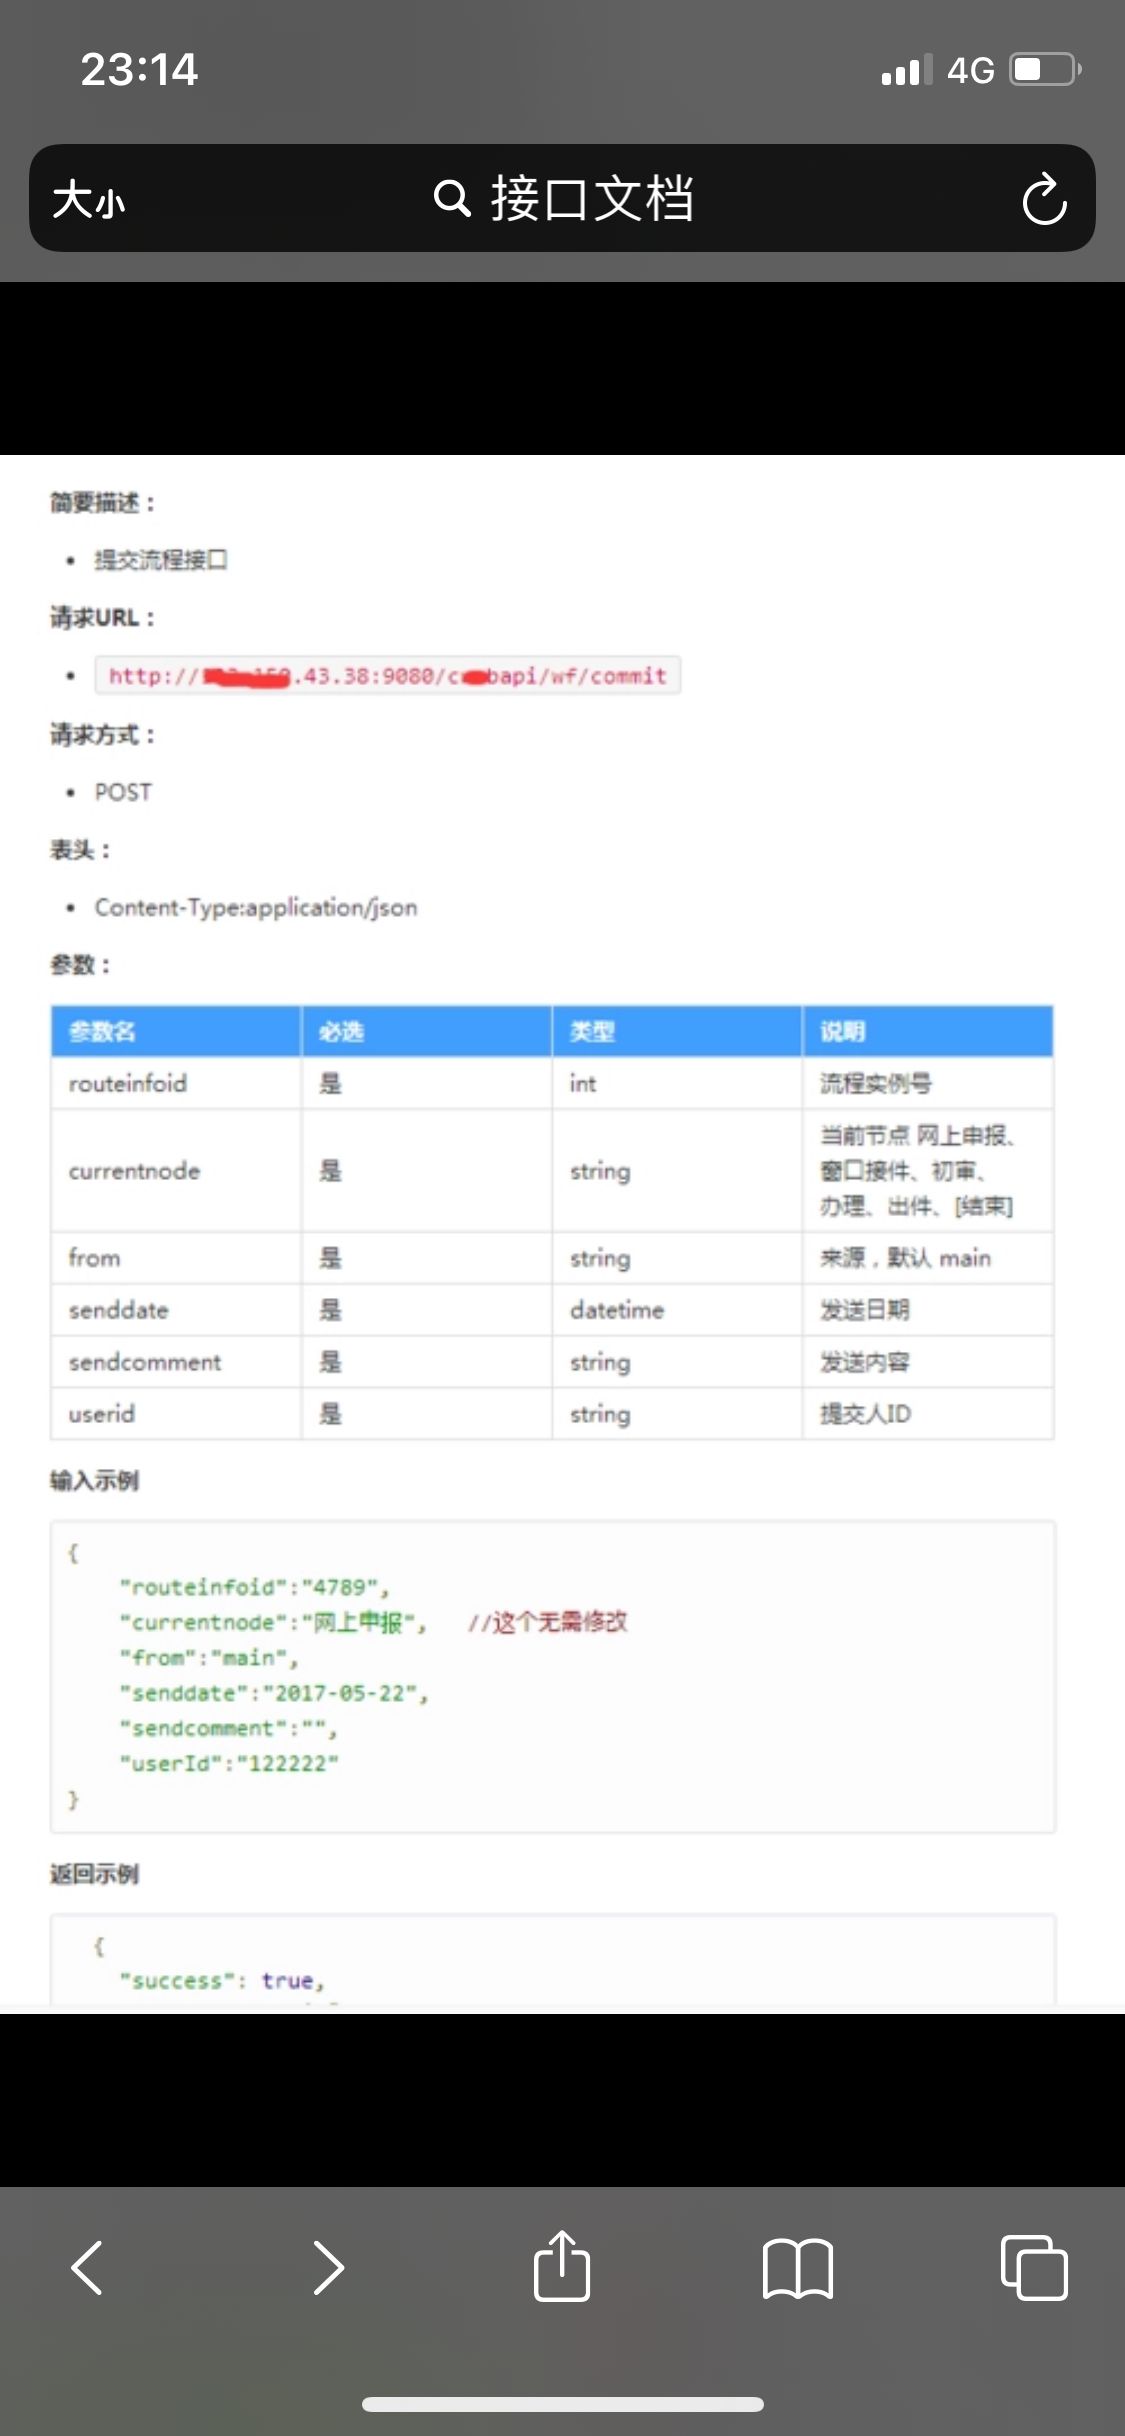 23:14
4G
大小
接口文档
简要描述：
• 提交流程接口
请求URL：
• http://.43.38:9080/cbapi/wf/commit
请求方式：
• POST
表头：
• Content-Type:application/json
参数：
参数名 必选 类型 说明
routeinfoid 是 int 流程实例号
currentnode 是 string 当前节点 网上申报、
窗口接件、初审、
办理、出件、[结束]
from 是 string 来源，默认 main
senddate 是 datetime 发送日期
sendcomment 是 string 发送内容
userid 是 string 提交人ID
输入示例
{
"routeinfoid":"4789",
"currentnode":"网上申报", //这个无需修改
"from":"main",
"senddate":"2017-05-22",
"sendcomment":"",
"userId":"122222"
}
返回示例
{
"success": true,